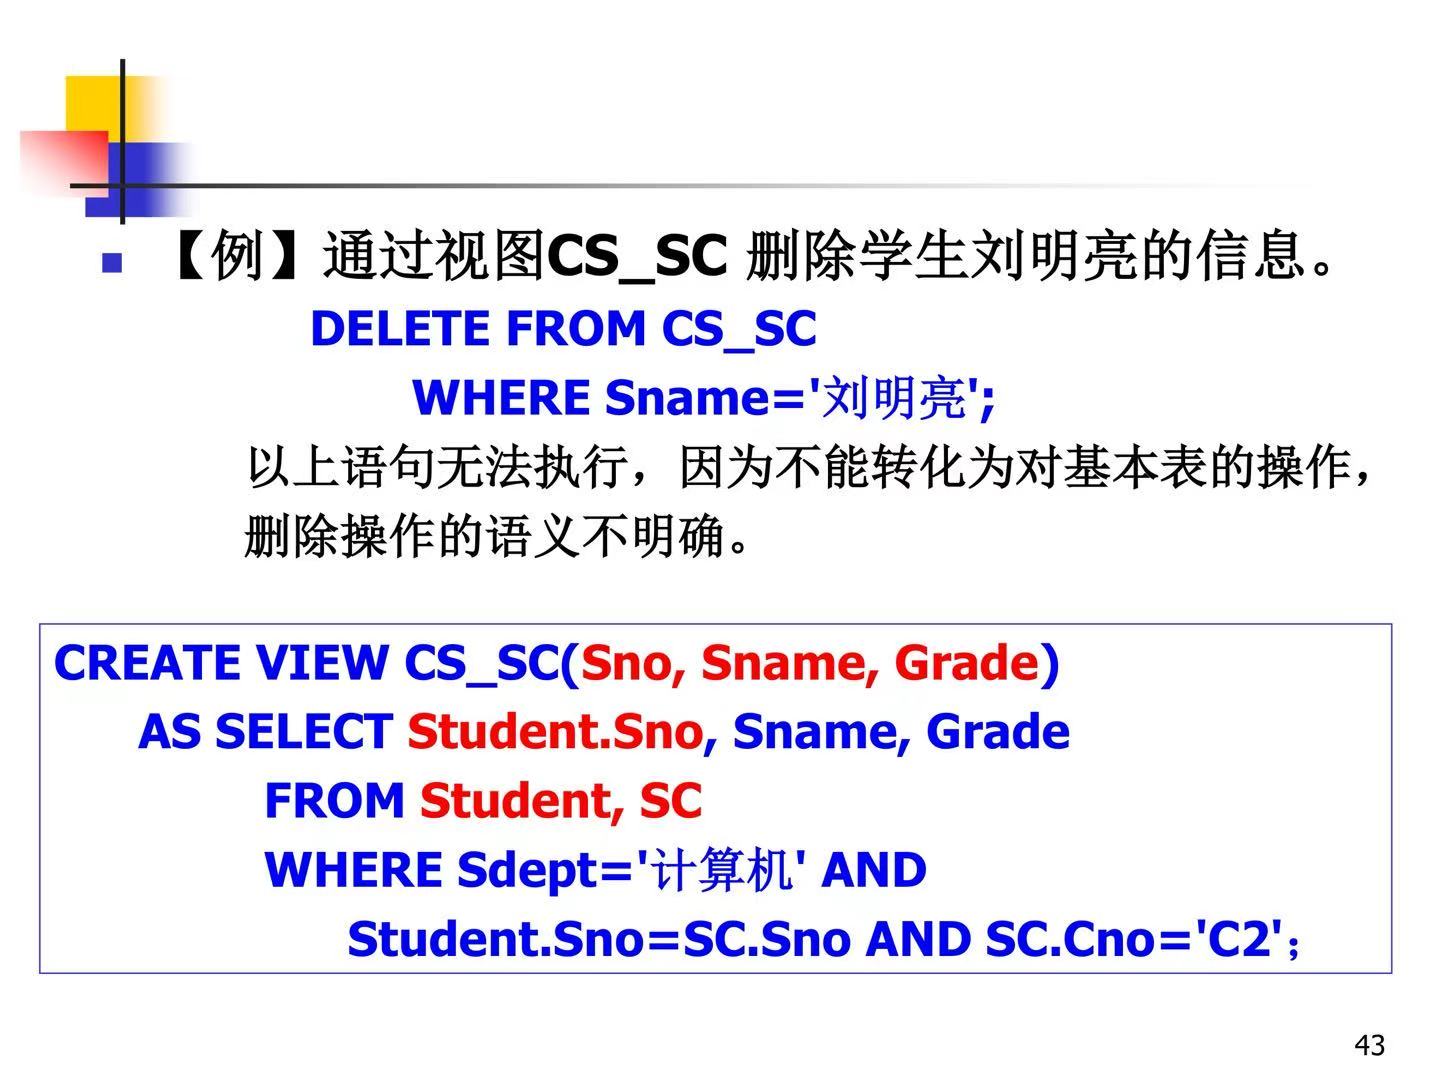 【例】通过视图CS_SC 删除学生刘明亮的信息。
DELETE FROM CS_SC
WHERE Sname='刘明亮';
以上语句无法执行，因为不能转化为对基本表的操作，
删除操作的语义不明确。
CREATE VIEW CS_SC(Sno, Sname, Grade)
AS SELECT Student.Sno, Sname, Grade
FROM Student, SC
WHERE Sdept='计算机' AND
Student.Sno=SC.Sno AND SC.Cno='C2'；
43